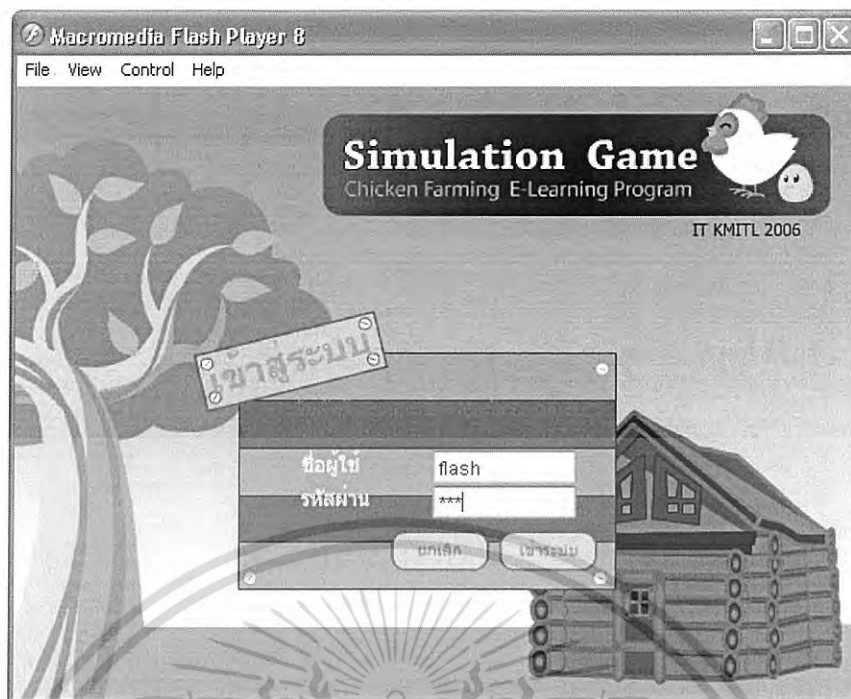 Macromedia Flash Player 8
File View Control Help
Simulation Game
Chicken Farming E-Learning Program
IT KMITL 2006
เข้าสู่ระบบ
ชื่อผู้ใช้ flash
รหัสผ่าน ***
ยกเลิก เข้าระบบ